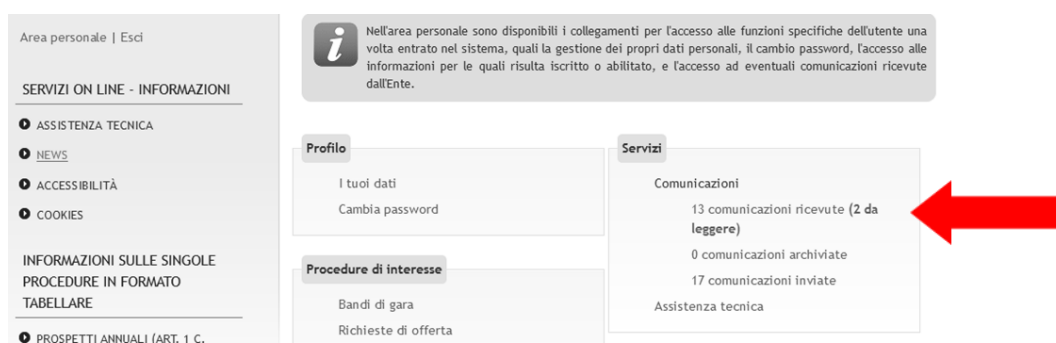 Area personale | Esci
SERVIZI ON LINE - INFORMAZIONI
ASSISTENZA TECNICA
NEWS
ACCESSIBILITÀ
COOKIES
INFORMAZIONI SULLE SINGOLE
PROCEDURE IN FORMATO
TABELLARE
PROSPETTI ANNUALI (ART. 1 C.
Nell'area personale sono disponibili i collegamenti per l'accesso alle funzioni specifiche dell'utente una
volta entrato nel sistema, quali la gestione dei propri dati personali, il cambio password, l'accesso alle
informazioni per le quali risulta iscritto o abilitato, e l'accesso ad eventuali comunicazioni ricevute
dall'Ente.
Profilo
I tuoi dati
Cambia password
Procedure di interesse
Bandi di gara
Richieste di offerta
Servizi
Comunicazioni
13 comunicazioni ricevute (2 da
leggere)
0 comunicazioni archiviate
17 comunicazioni inviate
Assistenza tecnica